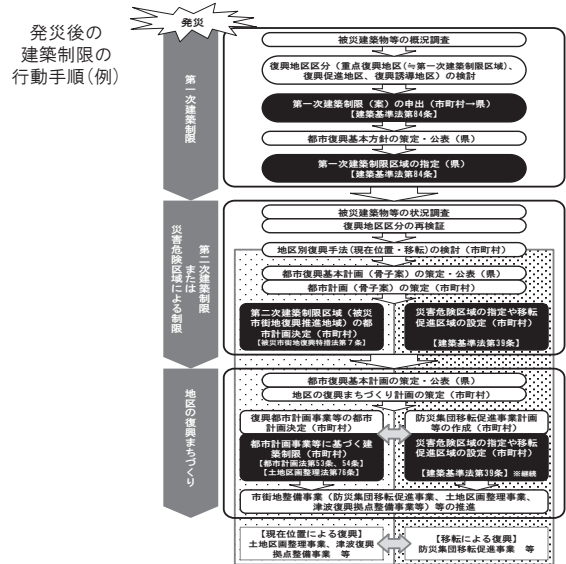 発災後の
建築制限の
行動手順(例)
発災
第一次建築制限
被災建築物等の概況調査
復興地区区分（重点復興地区(≒第一次建築制限区域)、
復興促進地区、復興誘導地区）の検討
第一次建築制限（案）の申出（市町村→県）
【建築基準法第84条】
都市復興基本方針の策定・公表（県）
第一次建築制限区域の指定（県）
【建築基準法第84条】
第二次建築制限
または
災害危険区域による制限
被災建築物等の状況調査
復興地区区分の再検証
地区別復興手法(現在位置・移転)の検討（市町村）
都市復興基本計画（骨子案）の策定・公表（県）
都市計画（骨子案）の策定（市町村）
第二次建築制限区域（被災
市街地復興推進地域）の都
市計画決定（市町村）
【被災市街地復興特措法第７条】
災害危険区域の指定や移転
促進区域の設定（市町村）
【建築基準法第39条】
地区の復興まちづくり
都市復興基本計画の策定・公表（県）
地区の復興まちづくり計画の策定（市町村）
復興都市計画事業等の都市
計画決定（市町村）
防災集団移転促進事業計画
等の作成（市町村）
都市計画事業等に基づく建
築制限（市町村）
【都市計画法第53条、54条】
【土地区画整理法第76条】
災害危険区域の指定や移転
促進区域の設定（市町村）
【建築基準法第39条】※継続
市街地整備事業（防災集団移転促進事業、土地区画整理事業、
津波復興拠点整備事業等）等の推進
【現在位置による復興】
土地区画整理事業、津波復興
拠点整備事業　等
【移転による復興】
防災集団移転促進事業　等